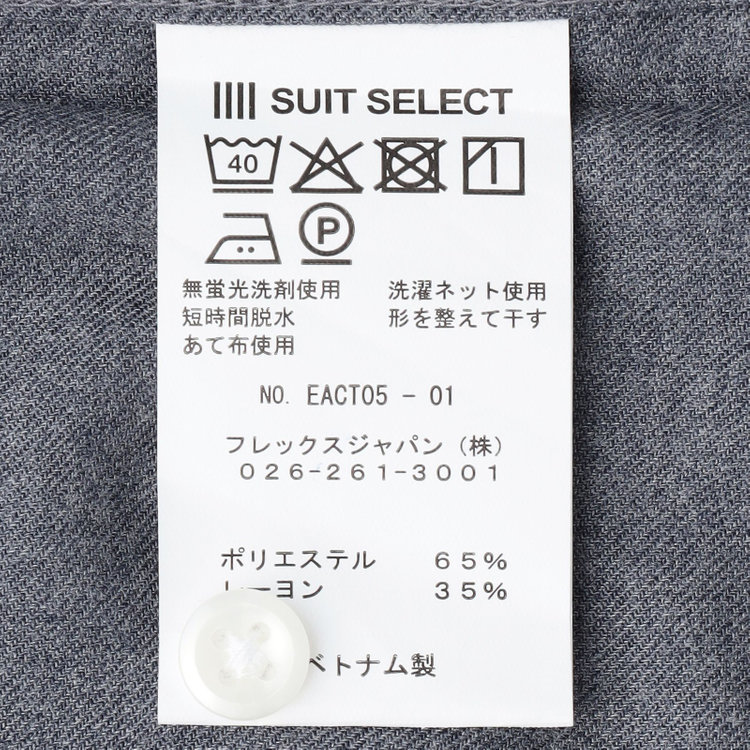 SUIT SELECT
40
P
無蛍光洗剤使用 洗濯ネット使用
短時間脱水 形を整えて干す
あて布使用
NO. EACT05 - 01
フレックスジャパン（株）
026-261-3001
ポリエステル 65%
レーヨン 35%
ベトナム製